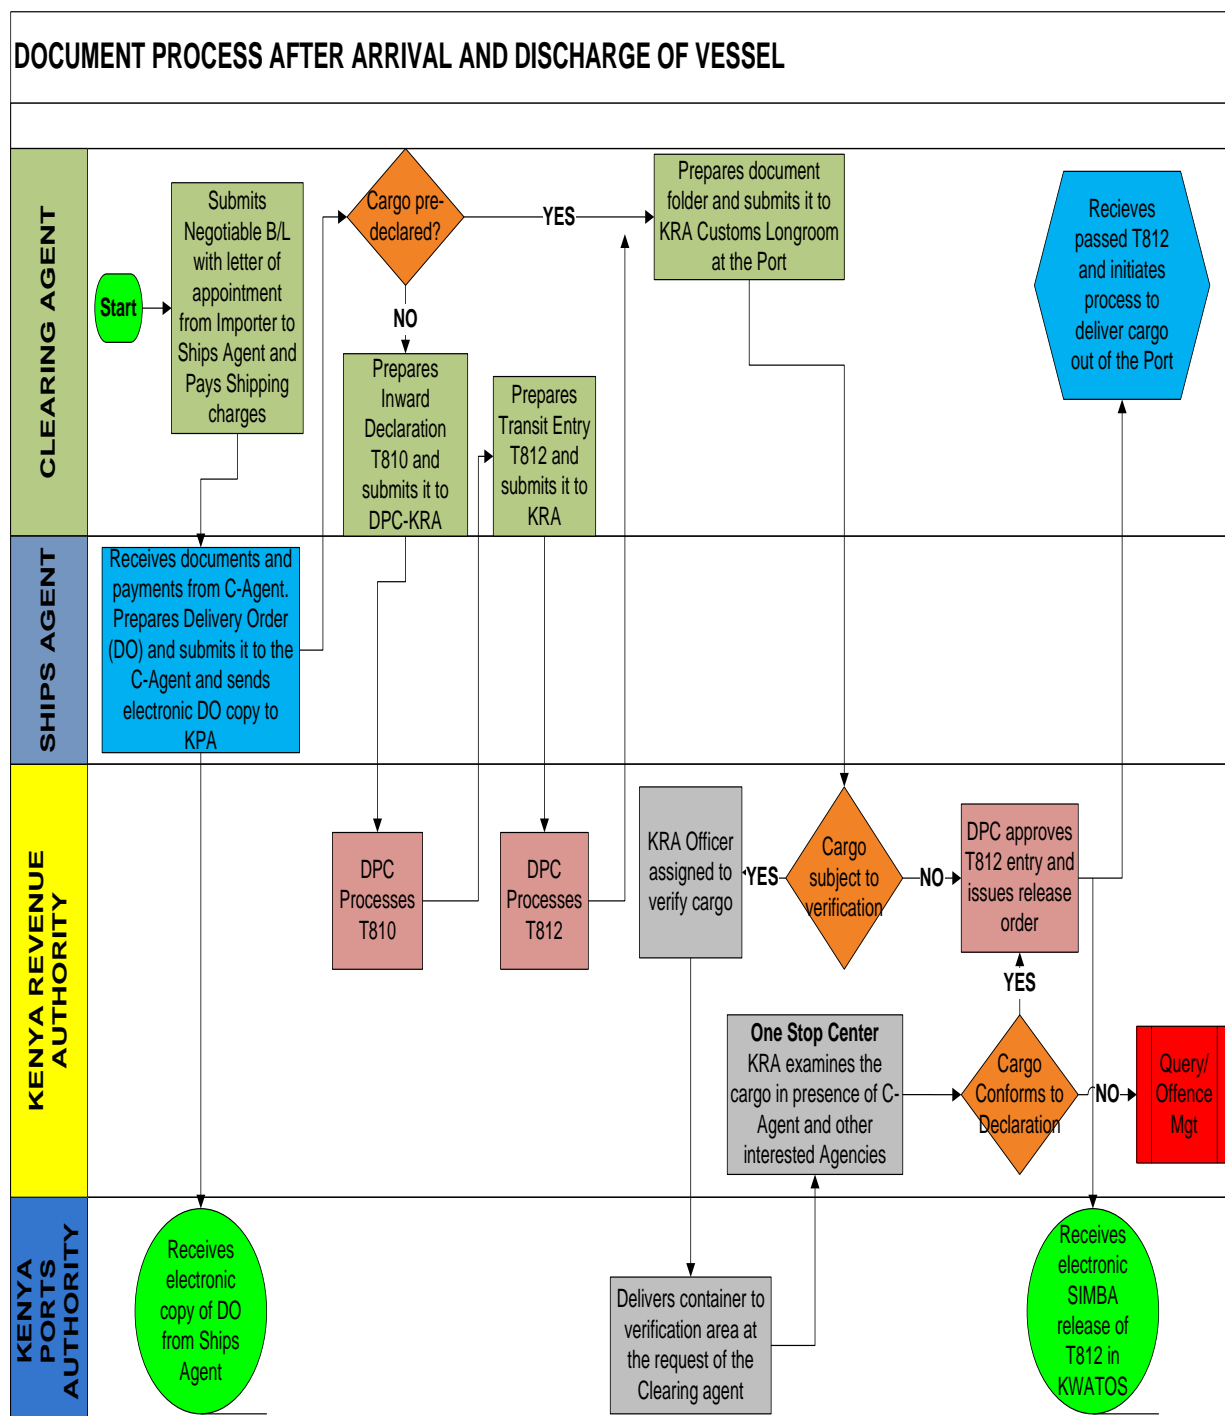 DOCUMENT PROCESS AFTER ARRIVAL AND DISCHARGE OF VESSEL
CLEARING AGENT
Start
Submits
Negotiable B/L
with letter of
appointment
from Importer to
Ships Agent and
Pays Shipping
charges
Cargo pre-
declared?
YES
NO
Prepares document
folder and submits it to
KRA Customs Longroom
at the Port
Recieves
passed T812
and initiates
process to
deliver cargo
out of the Port
Prepares
Inward
Declaration
T810 and
submits it to
DPC-KRA
Prepares
Transit Entry
T812 and
submits it to
KRA
SHIPS AGENT
Receives documents and
payments from C-Agent.
Prepares Delivery Order
(DO) and submits it to the
C-Agent and sends
electronic DO copy to
KPA
KENYA REVENUE
AUTHORITY
DPC
Processes
T810
DPC
Processes
T812
KRA Officer
assigned to
verify cargo
YES
Cargo
subject to
verification
NO
DPC approves
T812 entry and
issues release
order
YES
One Stop Center
KRA examines the
cargo in presence of C-
Agent and other
interested Agencies
Cargo
Conforms to
Declaration
NO
Query/
Offence
Mgt
KENYA
PORTS
AUTHORITY
Receives
electronic
copy of DO
from Ships
Agent
Delivers container to
verification area at
the request of the
Clearing agent
Receives
electronic
SIMBA
release of
T812 in
KWATOS